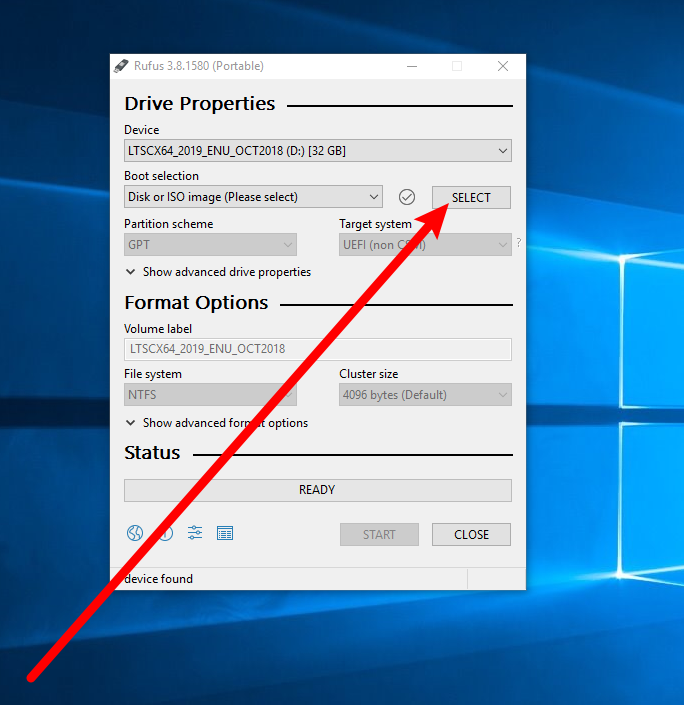 Rufus 3.8.1580 (Portable)
Drive Properties
Device
LTSCX64_2019_ENU_OCT2018 (D:) [32 GB]
Boot selection
Disk or ISO image (Please select)
SELECT
Partition scheme
Target system
GPT
UEFI (non
?
Show advanced drive properties
Format Options
Volume label
LTSCX64_2019_ENU_OCT2018
File system
Cluster size
NTFS
4096 bytes (Default)
Show advanced format options
Status
READY
START
CLOSE
device found